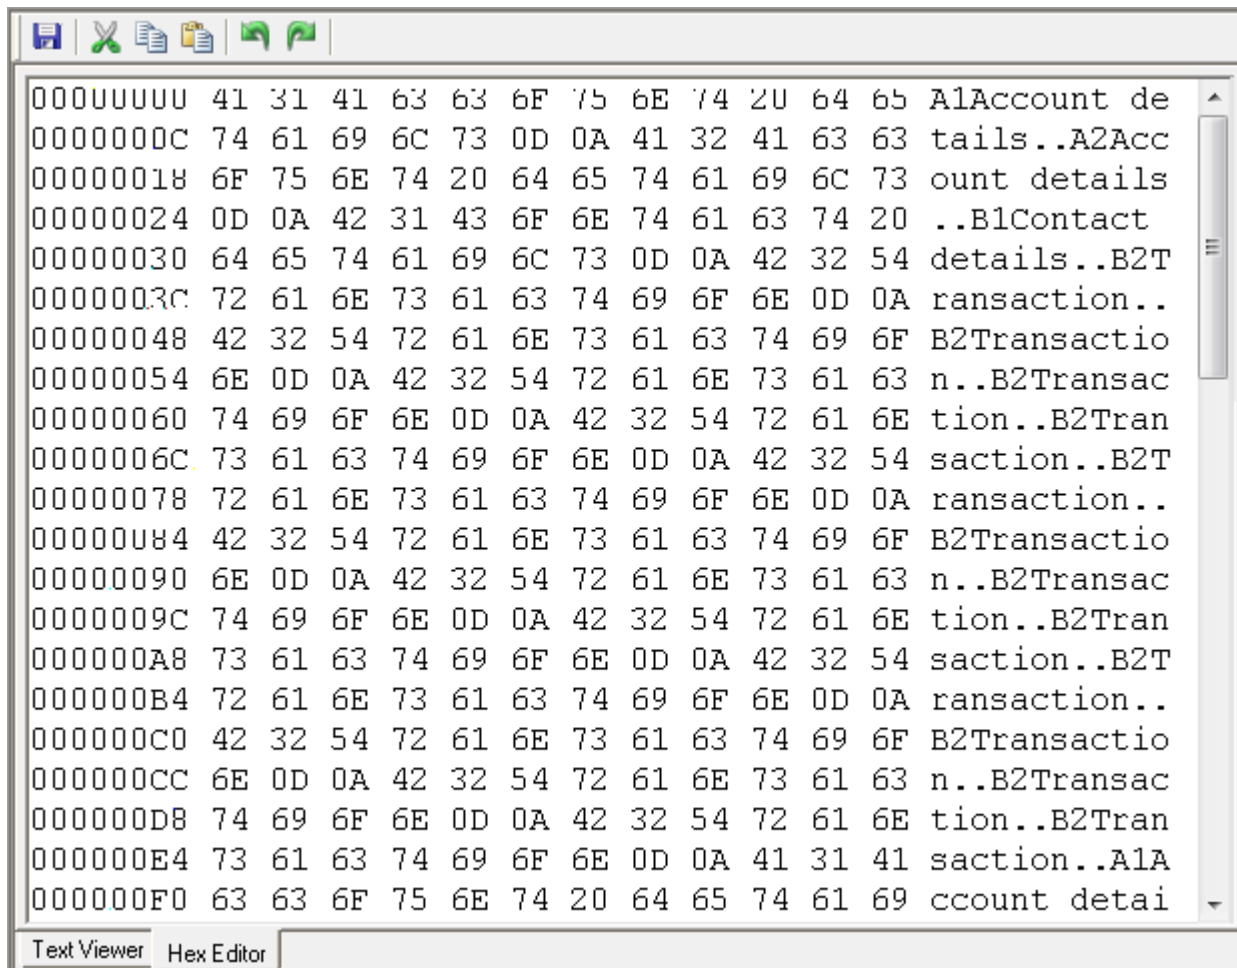 00000000 41 31 41 63 63 6F 75 6E 74 20 64 65 A1Account de
0000000C 74 61 69 6C 73 0D 0A 41 32 41 63 63 tails..A2Acc
00000018 6F 75 6E 74 20 64 65 74 61 69 6C 73 ount details
00000024 0D 0A 42 31 43 6F 6E 74 61 63 74 20 ..B1Contact
00000030 64 65 74 61 69 6C 73 0D 0A 42 32 54 details..B2T
0000003C 72 61 6E 73 61 63 74 69 6F 6E 0D 0A ransaction..
00000048 42 32 54 72 61 6E 73 61 63 74 69 6F B2Transactio
00000054 6E 0D 0A 42 32 54 72 61 6E 73 61 63 n..B2Transac
00000060 74 69 6F 6E 0D 0A 42 32 54 72 61 6E tion..B2Tran
0000006C 73 61 63 74 69 6F 6E 0D 0A 42 32 54 saction..B2T
00000078 72 61 6E 73 61 63 74 69 6F 6E 0D 0A ransaction..
00000084 42 32 54 72 61 6E 73 61 63 74 69 6F B2Transactio
00000090 6E 0D 0A 42 32 54 72 61 6E 73 61 63 n..B2Transac
0000009C 74 69 6F 6E 0D 0A 42 32 54 72 61 6E tion..B2Tran
000000A8 73 61 63 74 69 6F 6E 0D 0A 42 32 54 saction..B2T
000000B4 72 61 6E 73 61 63 74 69 6F 6E 0D 0A ransaction..
000000C0 42 32 54 72 61 6E 73 61 63 74 69 6F B2Transactio
000000CC 6E 0D 0A 42 32 54 72 61 6E 73 61 63 n..B2Transac
000000D8 74 69 6F 6E 0D 0A 42 32 54 72 61 6E tion..B2Tran
000000E4 73 61 63 74 69 6F 6E 0D 0A 41 31 41 saction..A1A
000000F0 63 63 6F 75 6E 74 20 64 65 74 61 69 ccount detai
Text Viewer Hex Editor